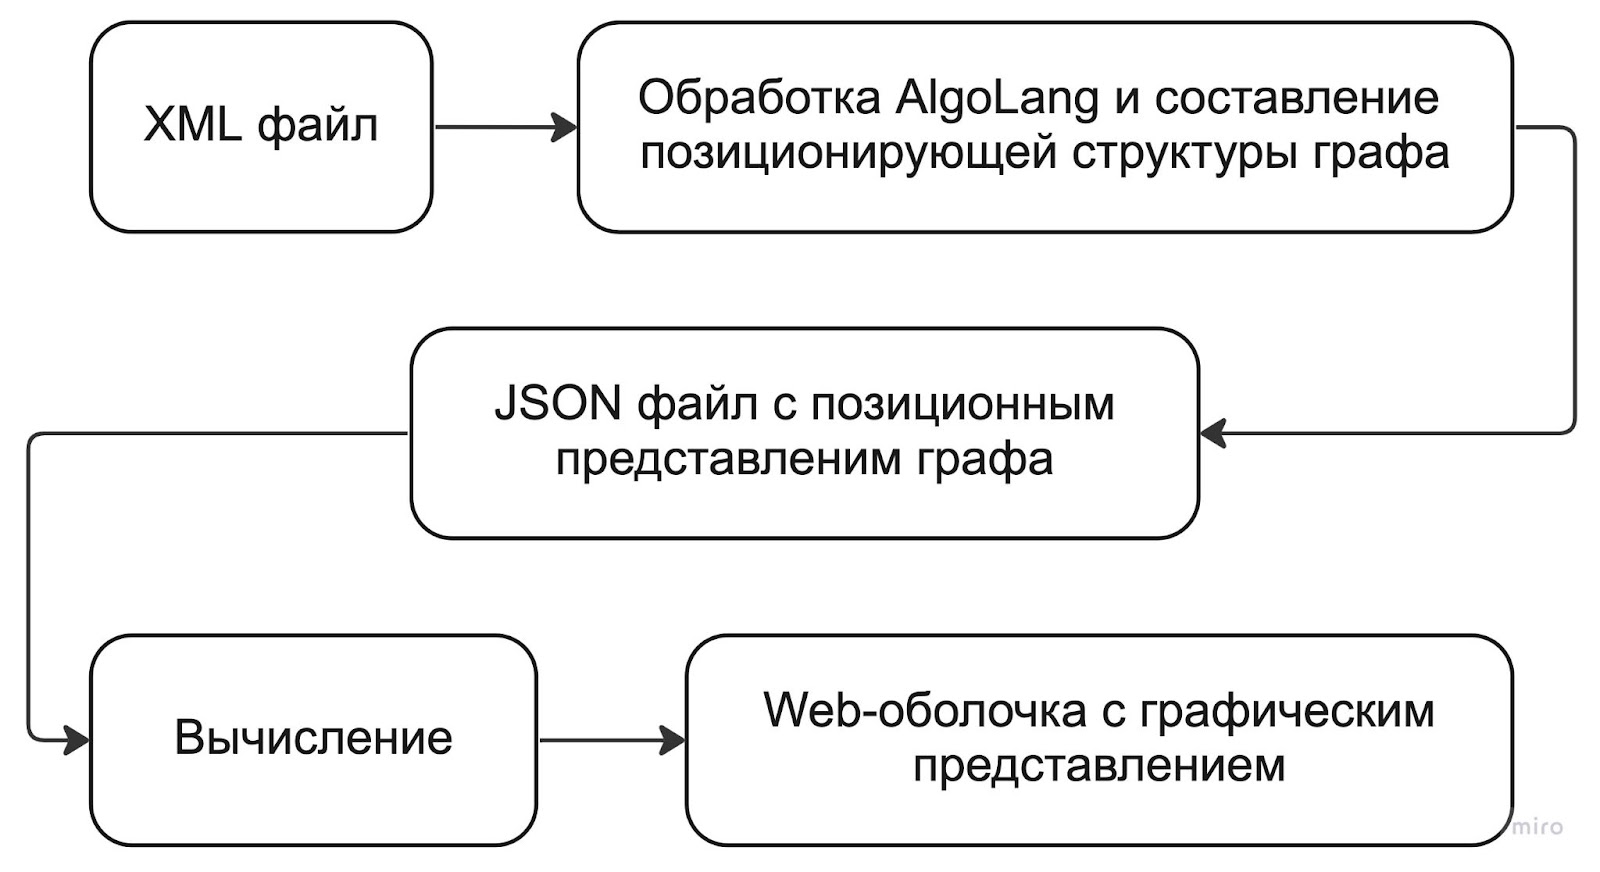 XML файл
Обработка AlgoLang и составление
позиционирующей структуры графа
JSON файл с позиционным
представленим графа
Вычисление
Web-оболочка с графическим
представлением
miro